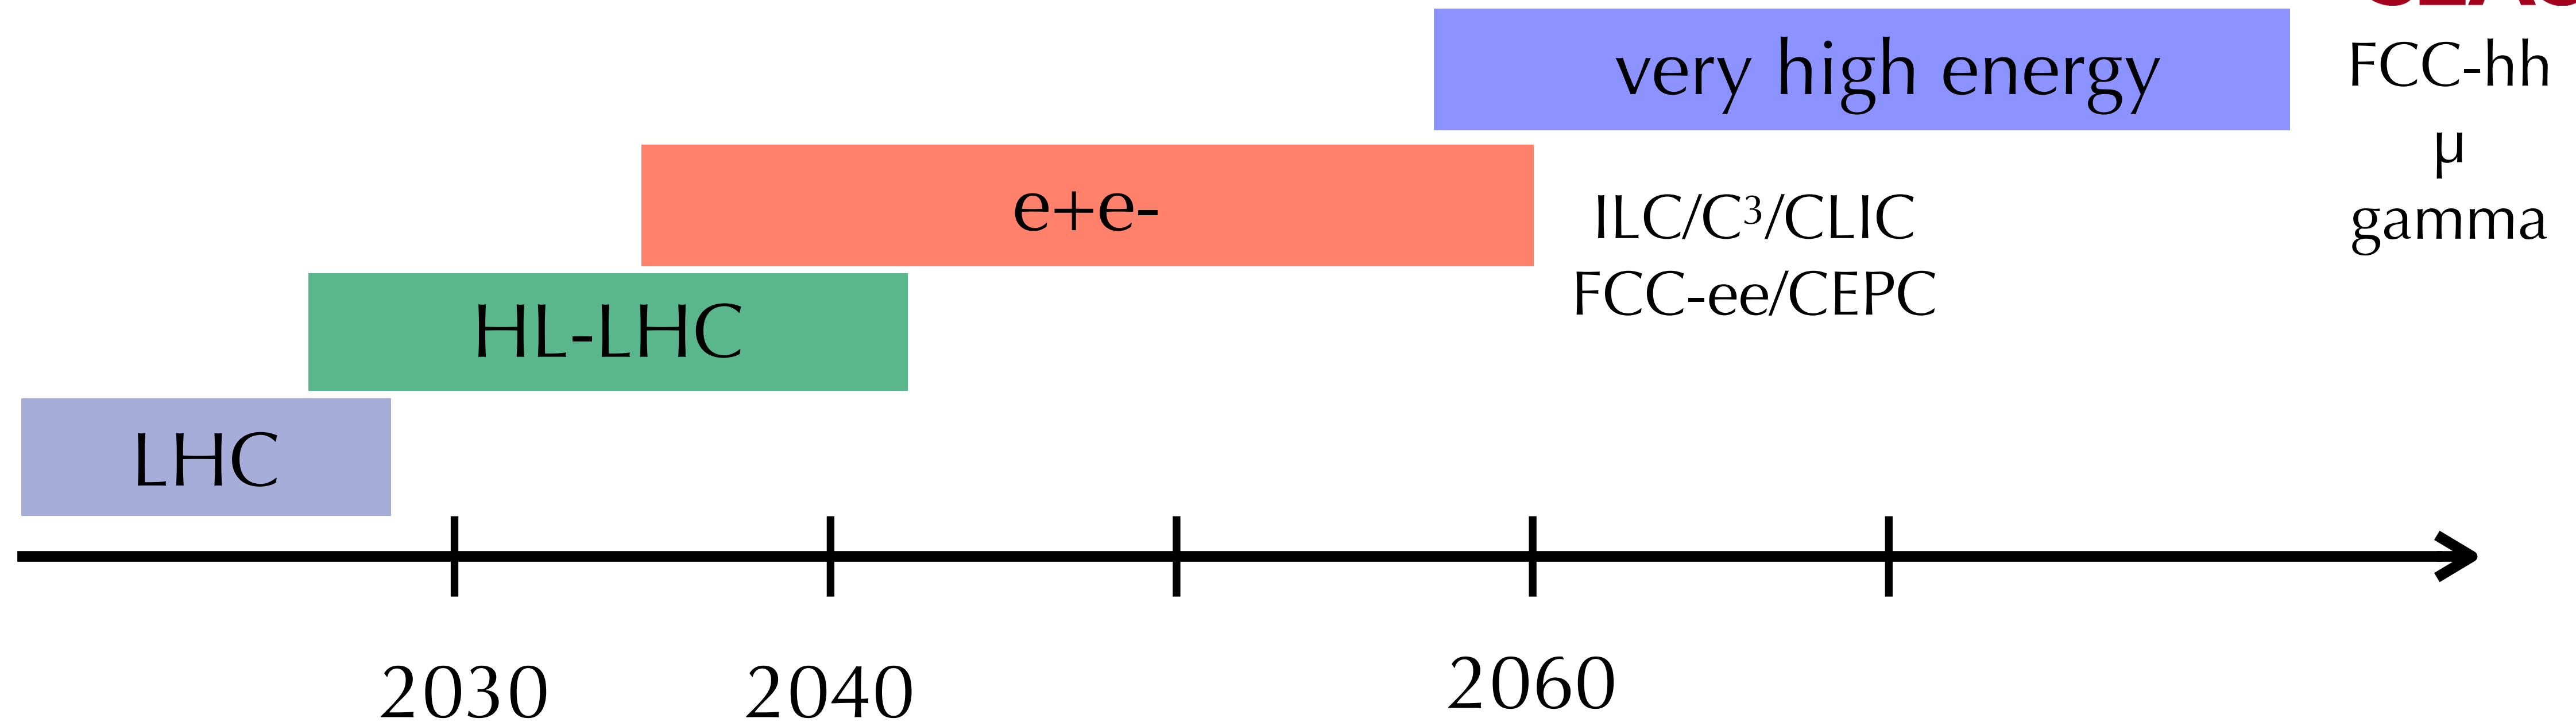 very high energy
FCC-hh
µ
gamma
e+e-
ILC/C³/CLIC
FCC-ee/CEPC
HL-LHC
LHC
2030
2040
2060